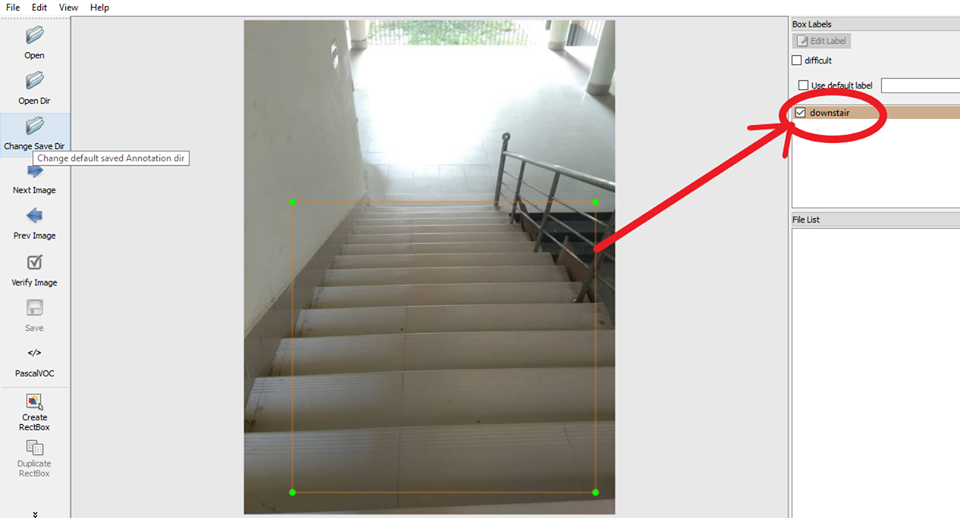 File Edit View Help
Open
Open Dir
Change Save Dir
Change default saved Annotation dir
Next Image
Prev Image
Verify Image
Save
</>
PascalVOC
Create
RectBox
Duplicate
RectBox
Box Labels
Edit Label
difficult
Use default label
downstair
File List